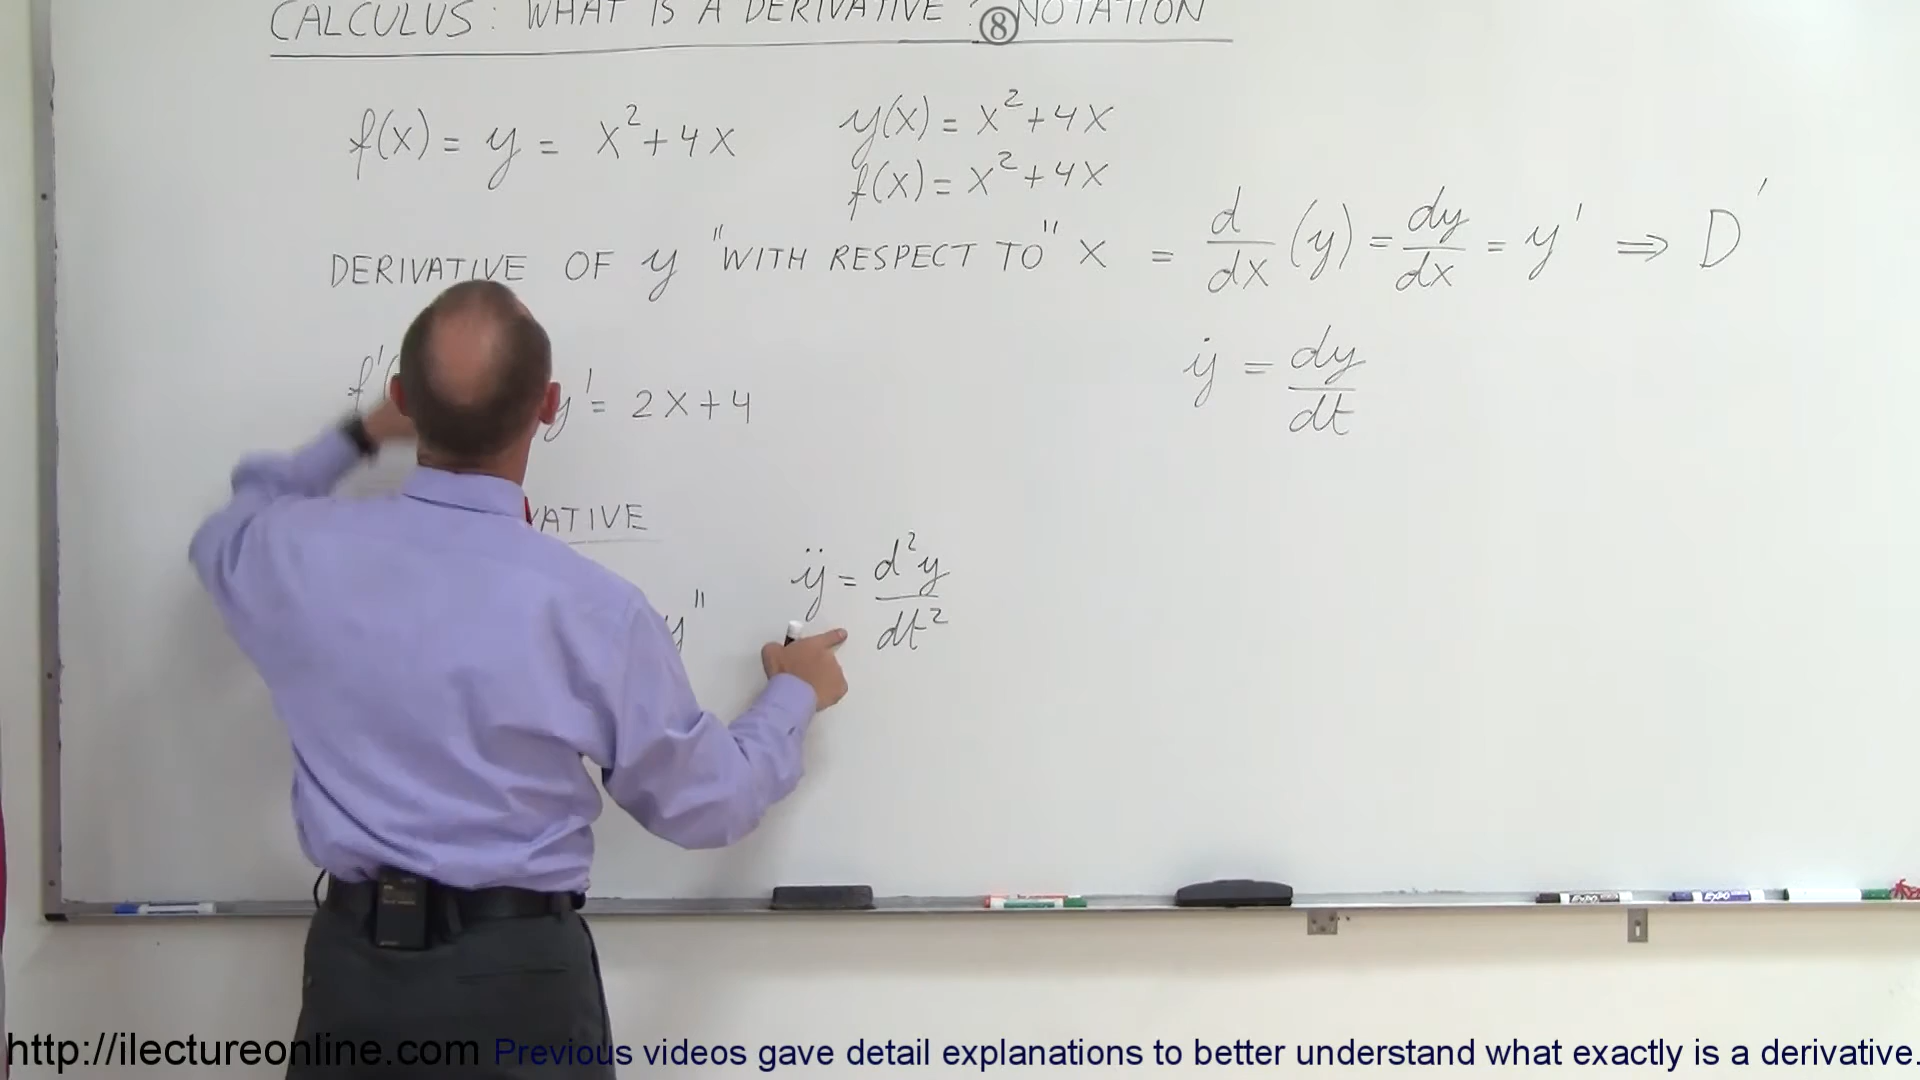 CALCULUS: WHAT IS A DERIVATIVE ? ⑧ NOTATION
f(x) = y = x²+4x
y(x) = x²+4x
f(x) = x²+4x
DERIVATIVE OF y "WITH RESPECT TO" X = d/dx (y) = dy/dx = y' ⇒ D'
f'( y' = 2x+4
ẏ = dy/dt
VATIVE
y" ÿ = d²y/dt²
EXPO EXPO
http://ilectureonline.com Previous videos gave detail explanations to better understand what exactly is a derivative.